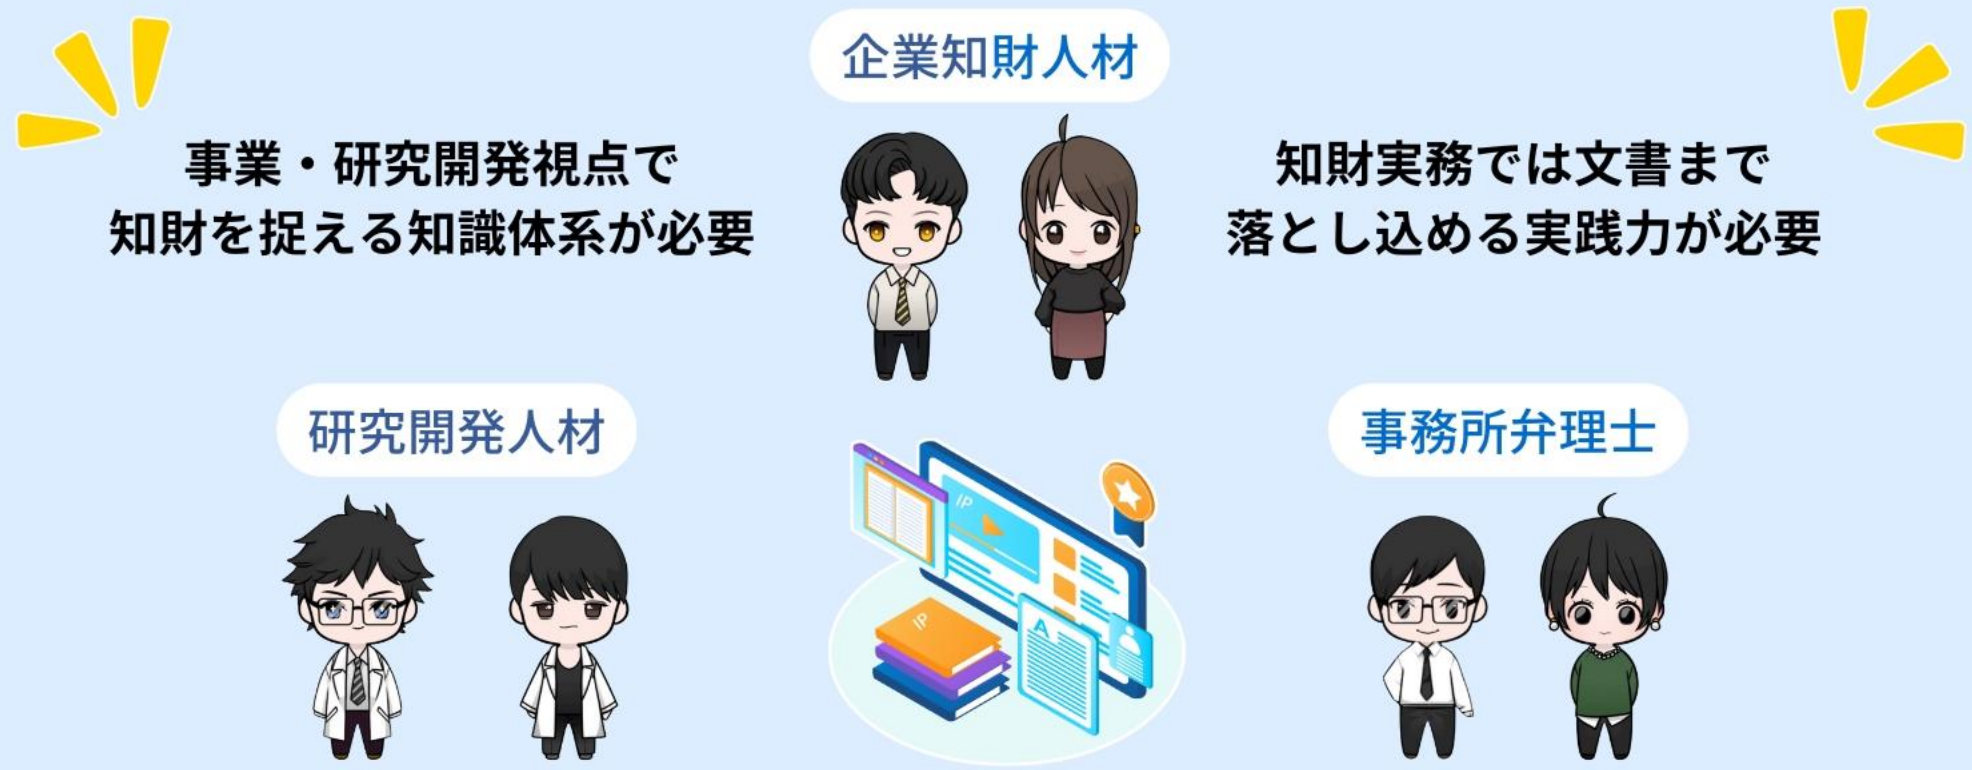 企業知財人材
事業・研究開発視点で
知財を捉える知識体系が必要
知財実務では文書まで
落とし込める実践力が必要
研究開発人材
事務所弁理士
IP
IP
A